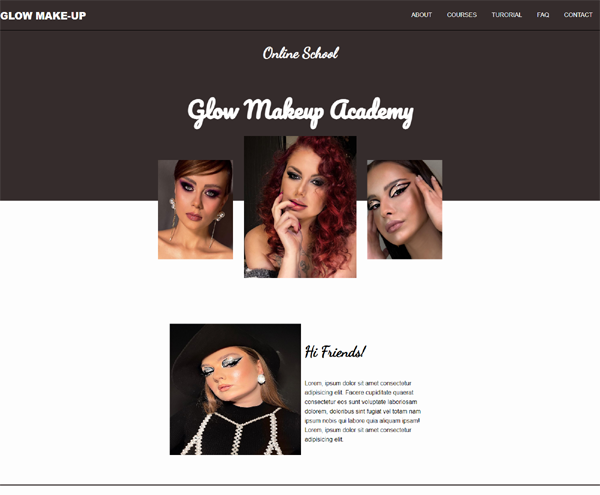 GLOW MAKE-UP
ABOUT COURSES TURORIAL FAQ CONTACT
Online School
Glow Makeup Academy
Hi Friends!
Lorem, ipsum dolor sit amet consectetur
adipisicing elit. Facere cupiditate quaerat
consectetur eos sunt voluptate laboriosam
dolorem, doloribus sint fugiat vel totam nam
ipsum nobis qui labore quia aliquam ipsam!
Lorem, ipsum dolor sit amet consectetur
adipisicing elit.